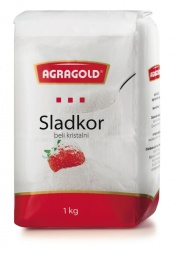 AGRAGOLD®
Sladkor
beli kristalni
1 kg